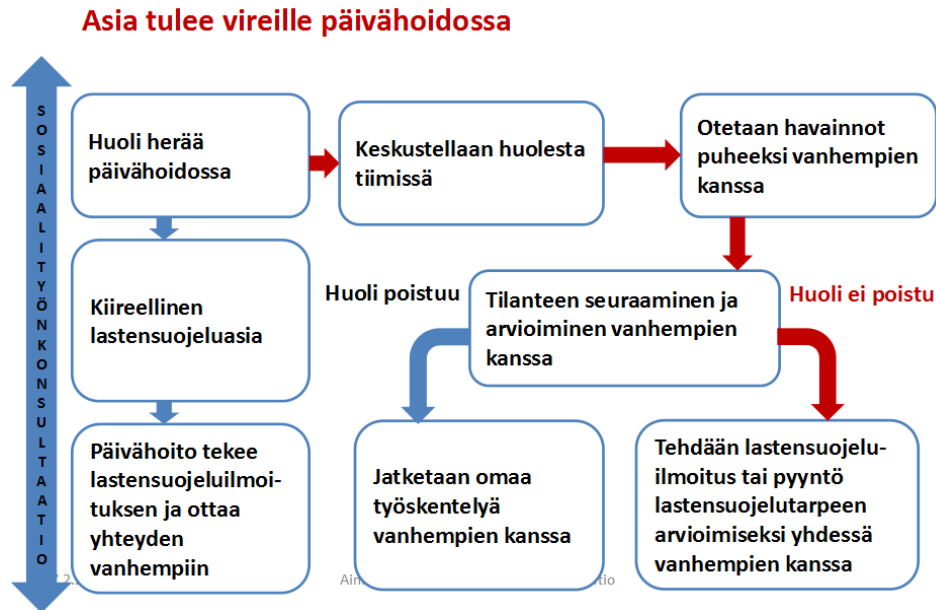 Asia tulee vireille päivähoidossa
SOSIAALITYÖNKONSULTTAATIO
Huoli herää
päivähoidossa
Keskustellaan huolesta
tiimissä
Otetaan havainnot
puheeksi vanhempien
kanssa
Kiireellinen
lastensuojeluasia
Huoli poistuu
Tilanteen seuraaminen ja
arvioiminen vanhempien
kanssa
Huoli ei poistu
Päivähoito tekee
lastensuojeluilmoi-
tuksen ja ottaa
yhteyden
vanhempiin
Jatketaan omaa
työskentelyä
vanhempien kanssa
Tehdään lastensuojelu-
ilmoitus tai pyyntö
lastensuojelutarpeen
arvioimiseksi yhdessä
vanhempien kanssa